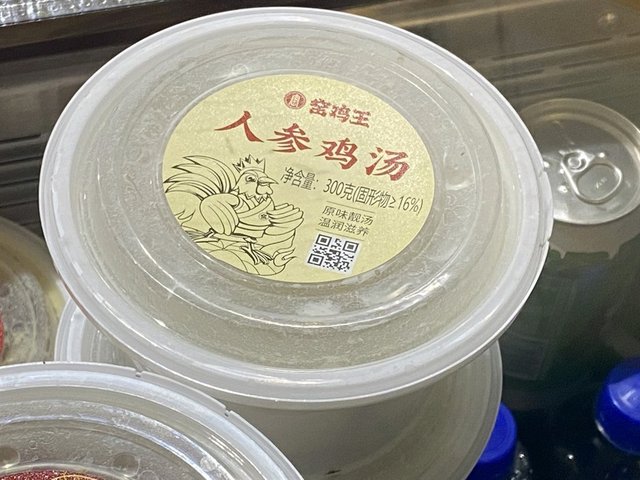 窑鸡王
人参鸡汤
净含量：300克(固形物≥16%)
原味靓汤
温润滋养